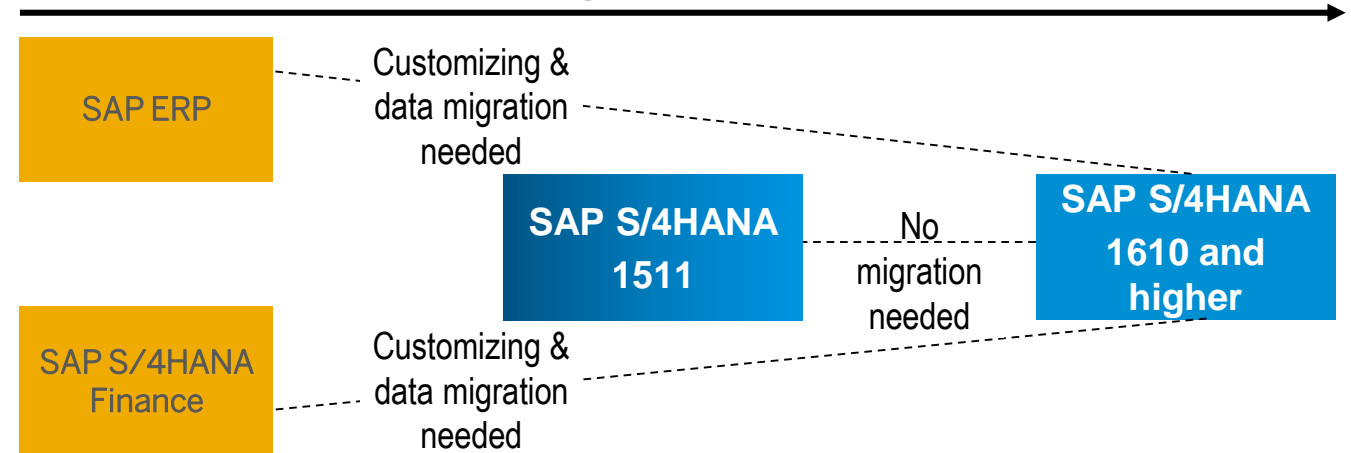 SAP ERP
Customizing &
data migration
needed
SAP S/4HANA
1511
No
migration
needed
SAP S/4HANA
1610 and
higher
SAP S/4HANA
Finance
Customizing &
data migration
needed